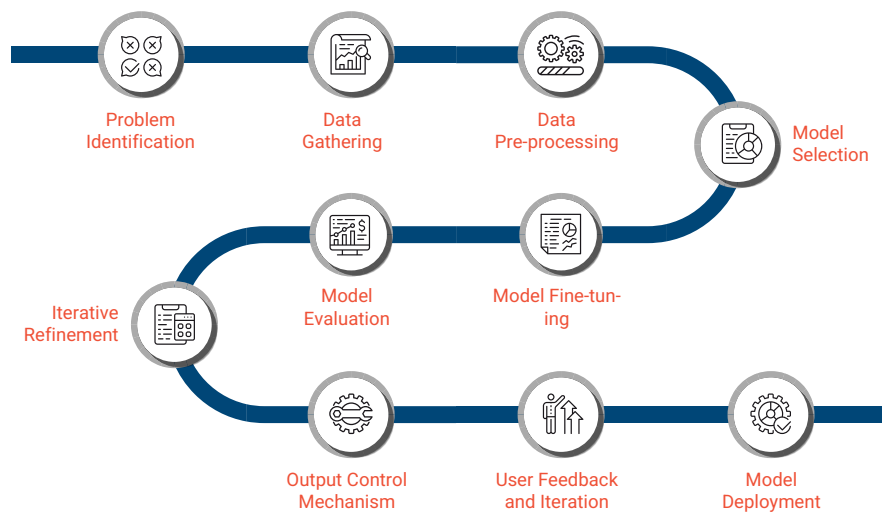 Problem
Identification
Data
Gathering
Data
Pre-processing
Model
Selection
Model Fine-tun-
ing
Model
Evaluation
Iterative
Refinement
Output Control
Mechanism
User Feedback
and Iteration
Model
Deployment